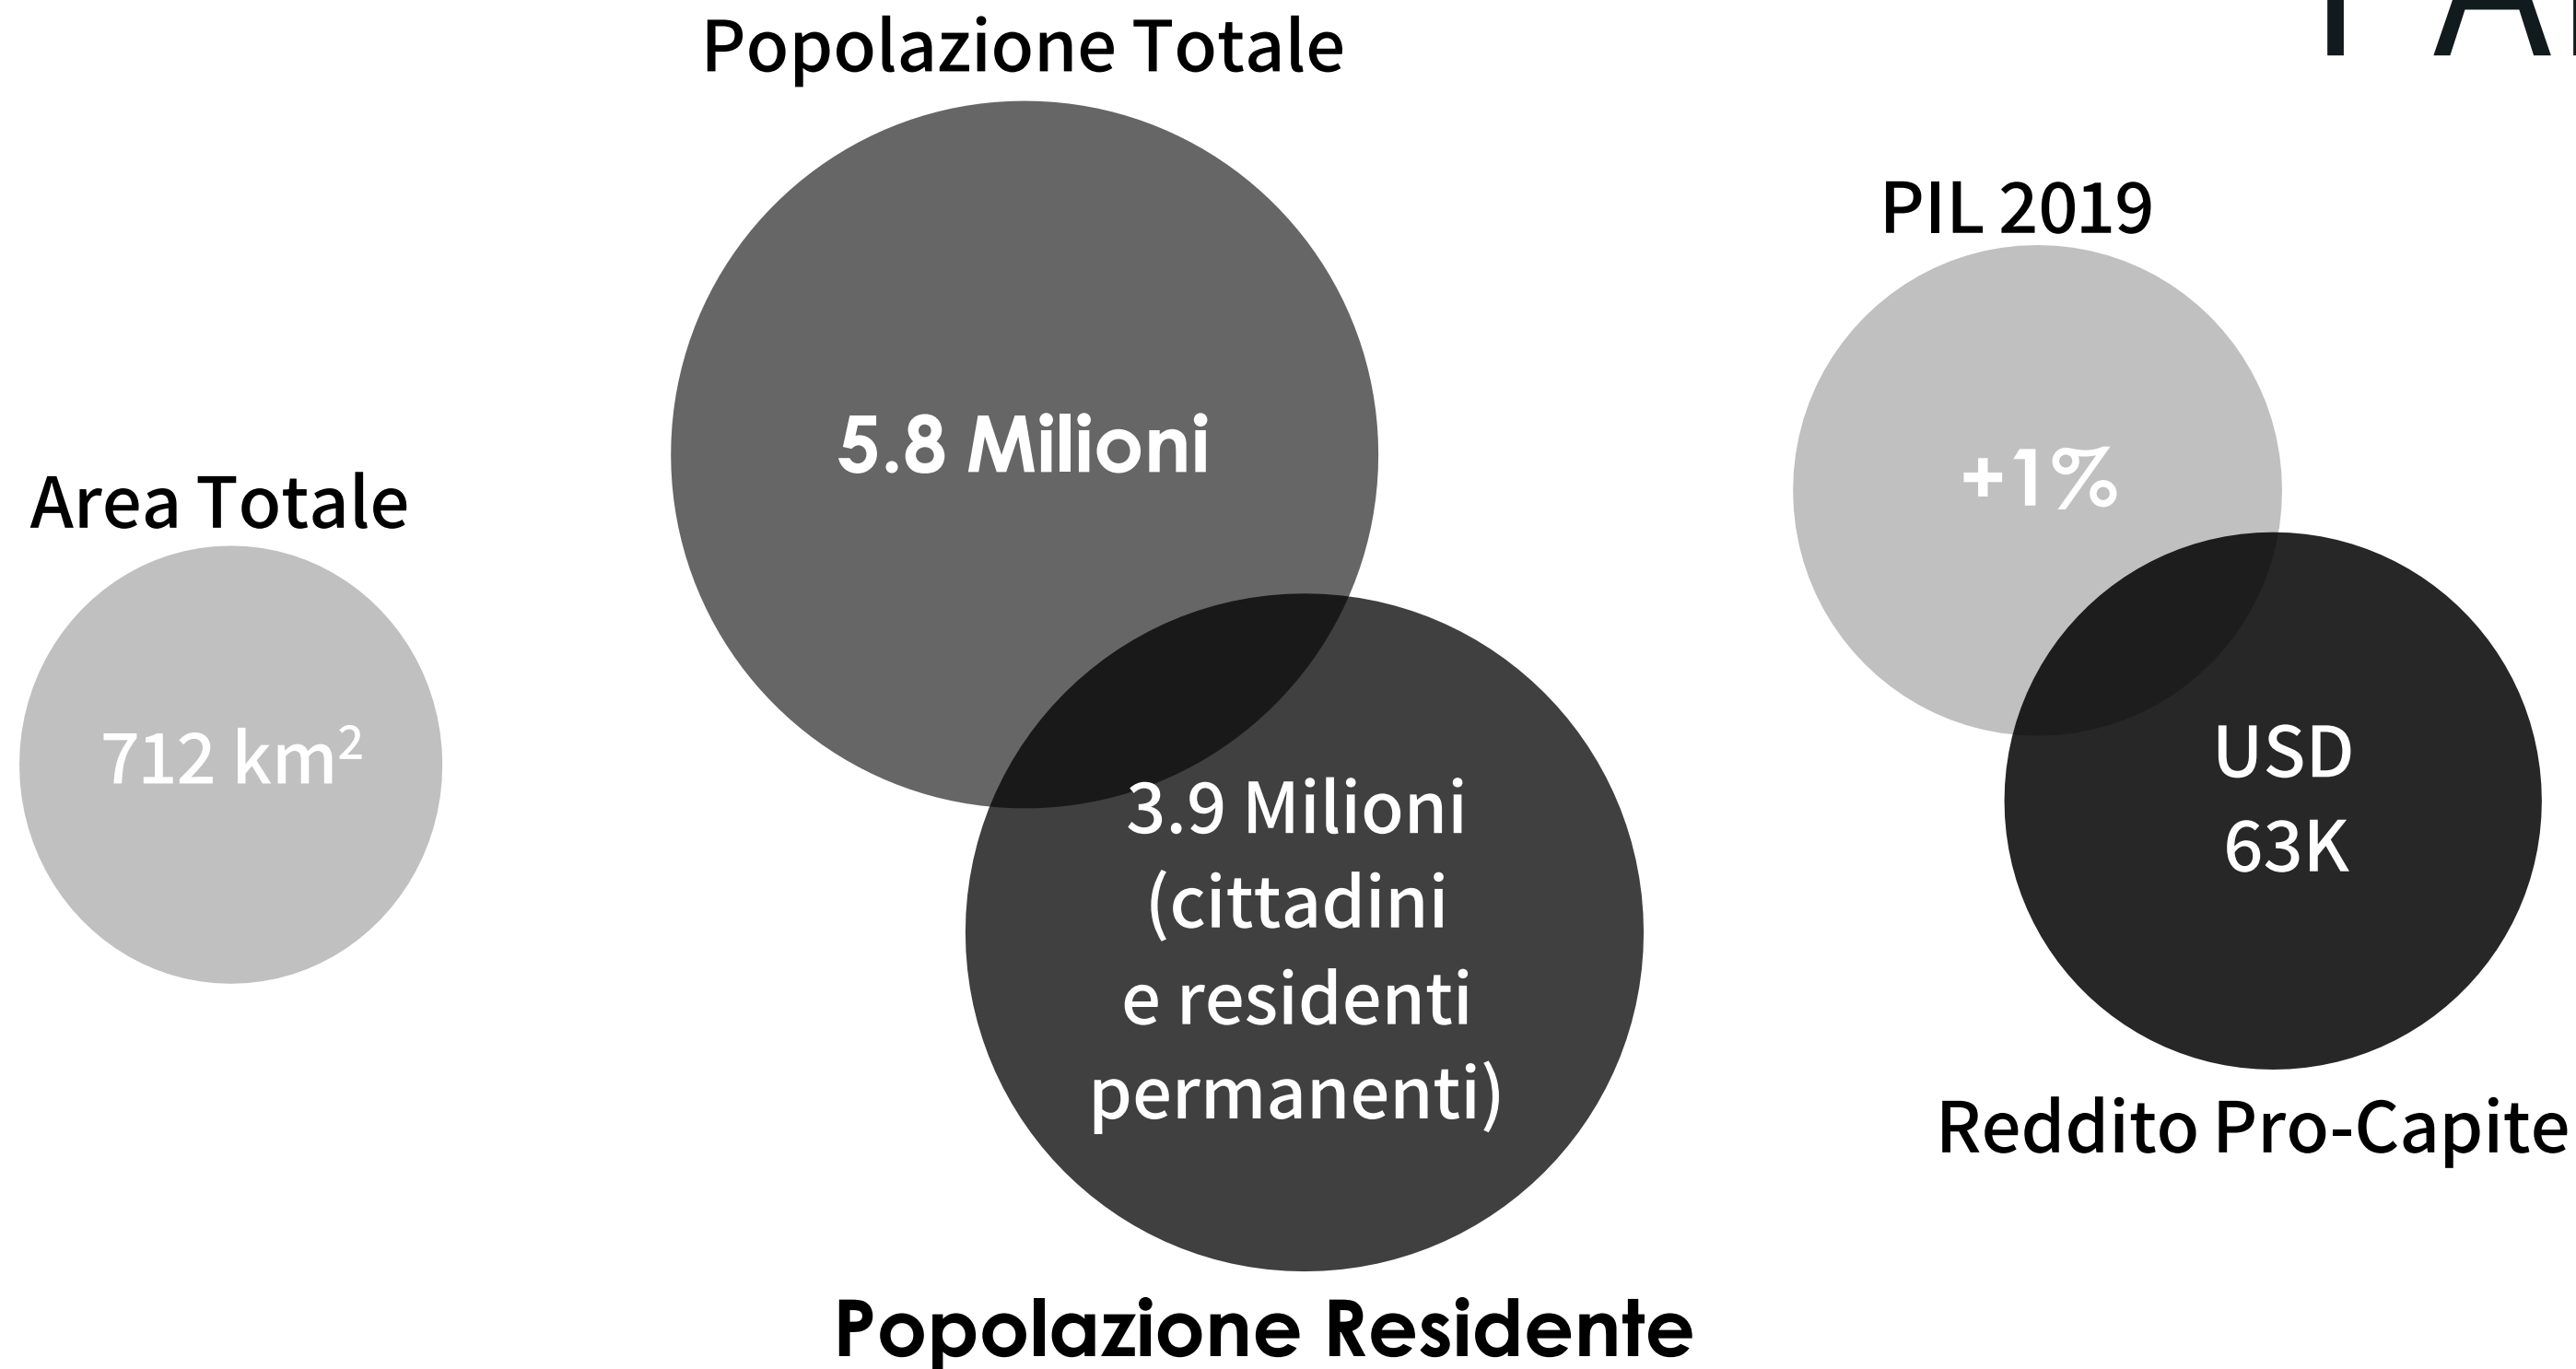 Popolazione Totale
5.8 Milioni
Area Totale
712 km²
3.9 Milioni
(cittadini
e residenti
permanenti)
Popolazione Residente
PIL 2019
+1%
USD
63K
Reddito Pro-Capite